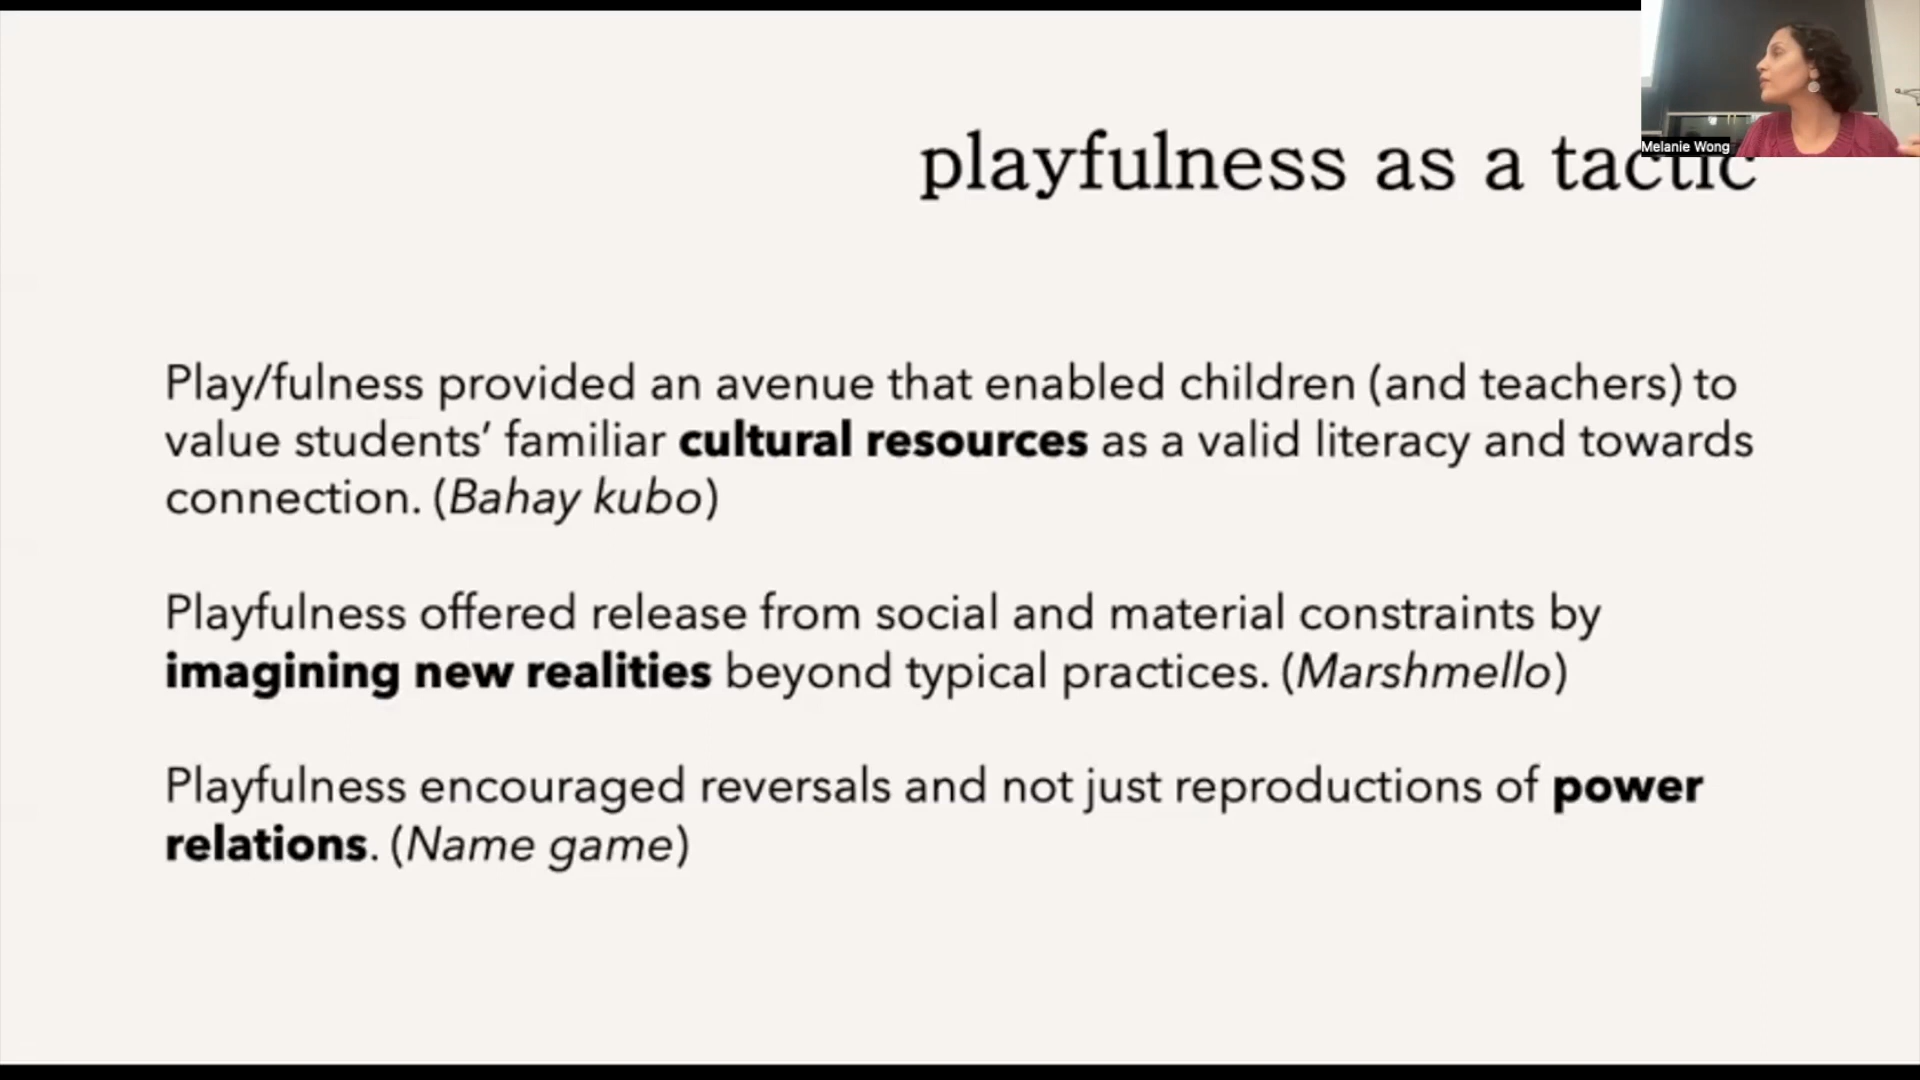 Melanie Wong
playfulness as a tactic
Play/fulness provided an avenue that enabled children (and teachers) to
value students’ familiar cultural resources as a valid literacy and towards
connection. (Bahay kubo)
Playfulness offered release from social and material constraints by
imagining new realities beyond typical practices. (Marshmello)
Playfulness encouraged reversals and not just reproductions of power
relations. (Name game)